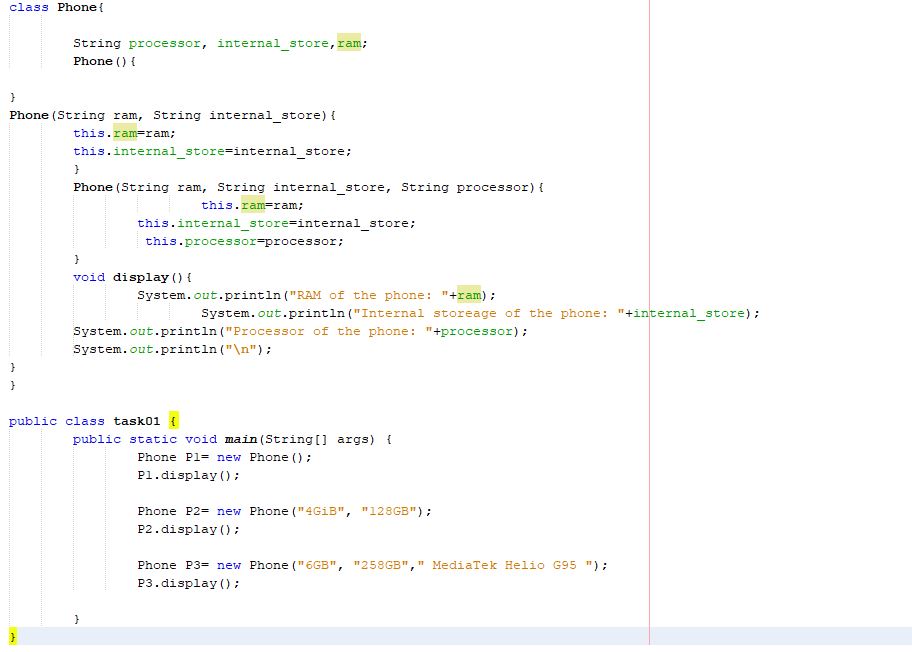 class Phone{
String processor, internal_store,ram;
Phone(){
}
Phone(String ram, String internal_store){
this.ram=ram;
this.internal_store=internal_store;
}
Phone(String ram, String internal_store, String processor){
this.ram=ram;
this.internal_store=internal_store;
this.processor=processor;
}
void display(){
System.out.println("RAM of the phone: "+ram);
System.out.println("Internal storeage of the phone: "+internal_store);
System.out.println("Processor of the phone: "+processor);
System.out.println("\n");
}
}
public class task01 {
public static void main(String[] args) {
Phone P1= new Phone();
P1.display();
Phone P2= new Phone("4GiB", "128GB");
P2.display();
Phone P3= new Phone("6GB", "258GB"," MediaTek Helio G95 ");
P3.display();
}
}